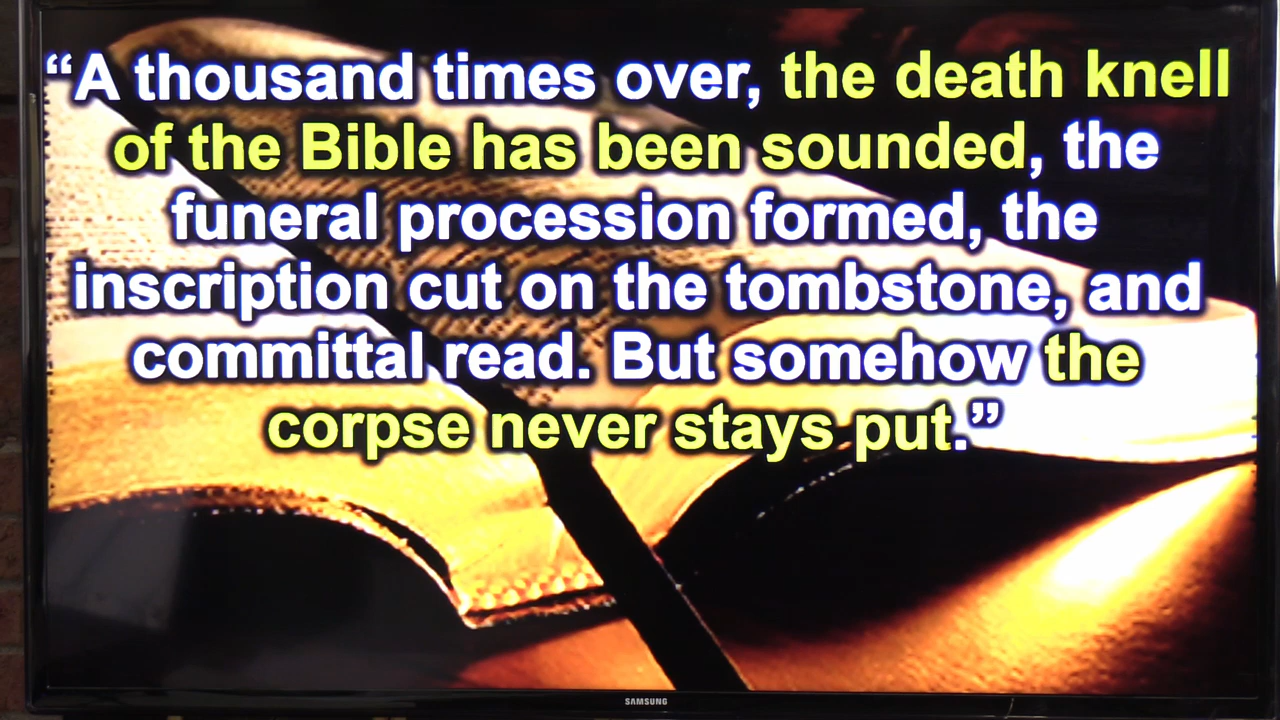 “A thousand times over, the death knell
of the Bible has been sounded, the
funeral procession formed, the
inscription cut on the tombstone, and
committal read. But somehow the
corpse never stays put.”
SAMSUNG